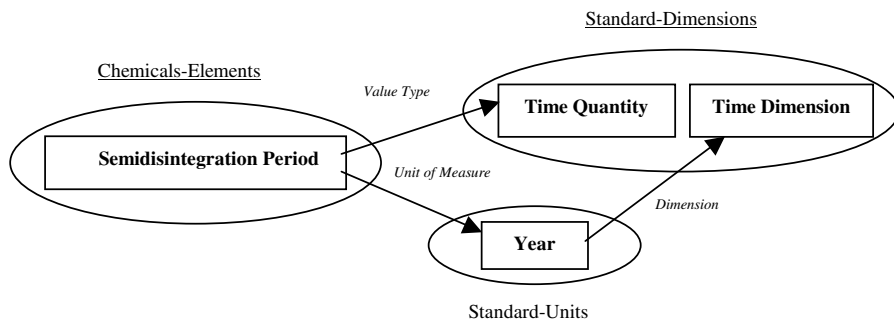 Standard-Dimensions
Chemicals-Elements
Value Type
Time Quantity
Time Dimension
Semidisintegration Period
Unit of Measure
Dimension
Year
Standard-Units